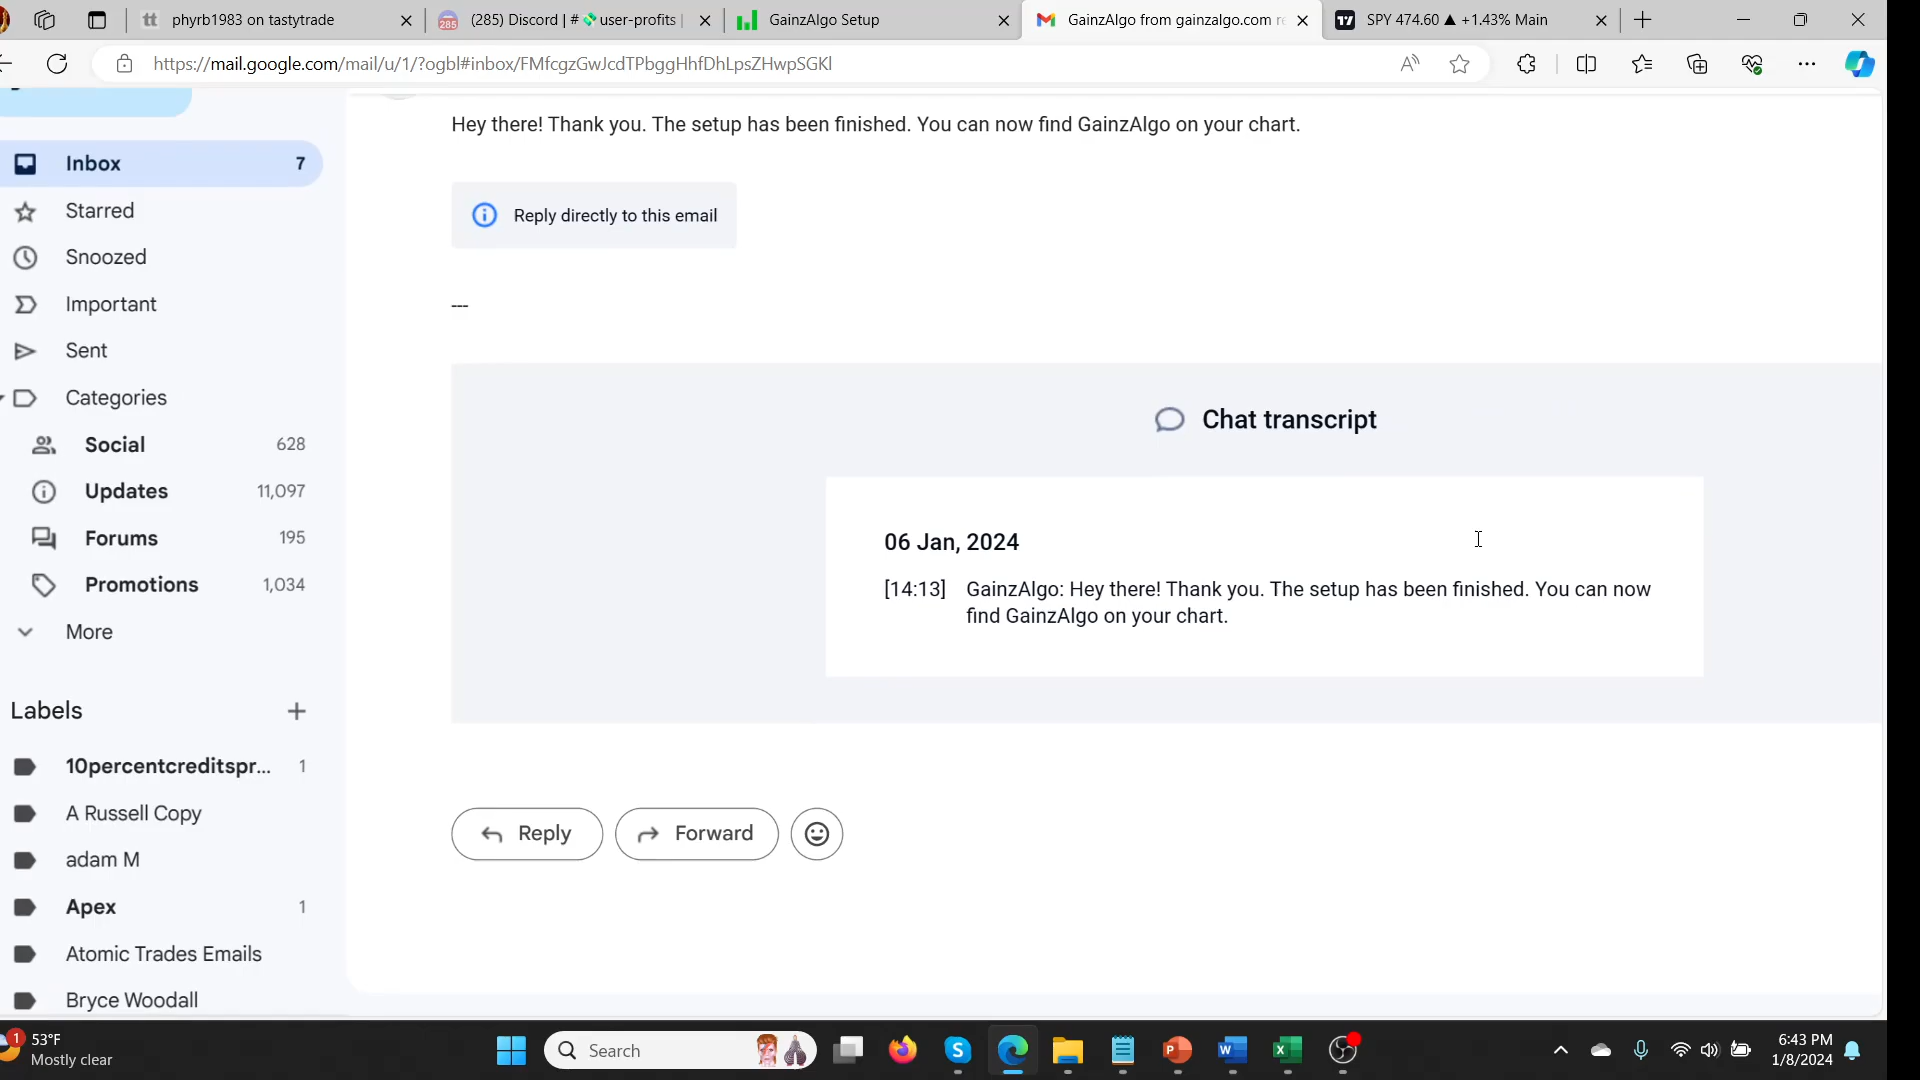 phyrb1983 on tastytrade
(285) Discord | # 💸user-profits |
GainzAlgo Setup
GainzAlgo from gainzalgo.com re
SPY 474.60 ▲ +1.43% Main
https://mail.google.com/mail/u/1/?ogbl#inbox/FMfcgzGwJcdTPbggHhfDhLpsZHwpSGKl
Inbox 7
Starred
Snoozed
Important
Sent
Categories
Social 628
Updates 11,097
Forums 195
Promotions 1,034
More
Labels
10percentcreditspr... 1
A Russell Copy
adam M
Apex 1
Atomic Trades Emails
Bryce Woodall
Hey there! Thank you. The setup has been finished. You can now find GainzAlgo on your chart.
Reply directly to this email
---
Chat transcript
06 Jan, 2024
[14:13] GainzAlgo: Hey there! Thank you. The setup has been finished. You can now
find GainzAlgo on your chart.
Reply
Forward
1
53°F
Mostly clear
Search
6:43 PM
1/8/2024